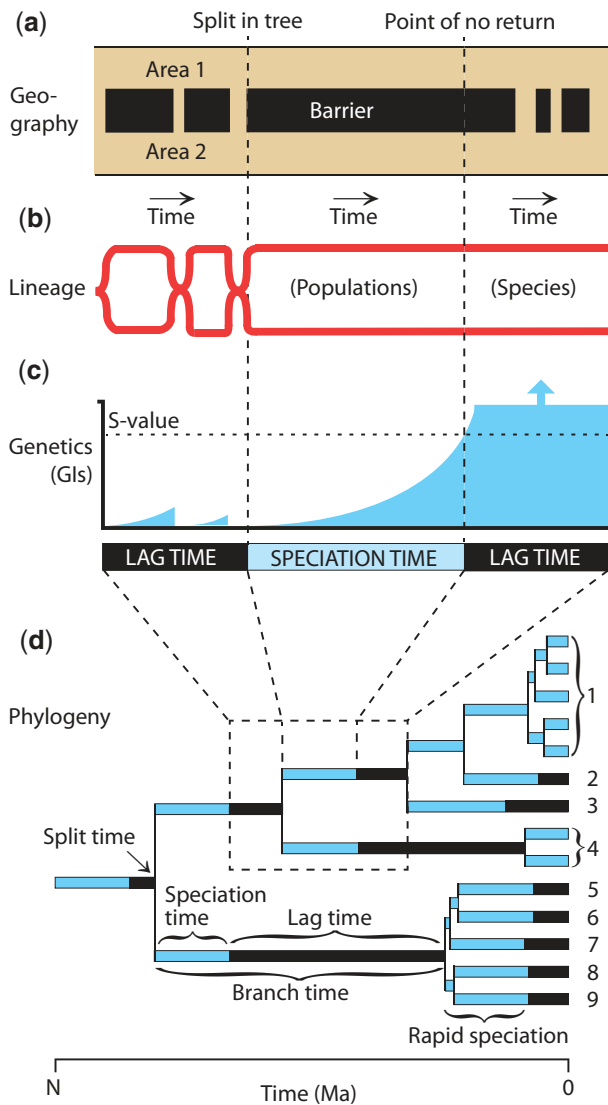 Split in tree
Point of no return
(a)
Area 1
Geo-
graphy
Barrier
Area 2
Time
Time
Time
(b)
Lineage
(Populations)
(Species)
(c)
S-value
Genetics
(GIs)
LAG TIME
SPECIATION TIME
LAG TIME
(d)
Phylogeny
1
2
3
4
Split time
Speciation
time
Lag time
Branch time
5
6
7
8
9
Rapid speciation
N
Time (Ma)
0